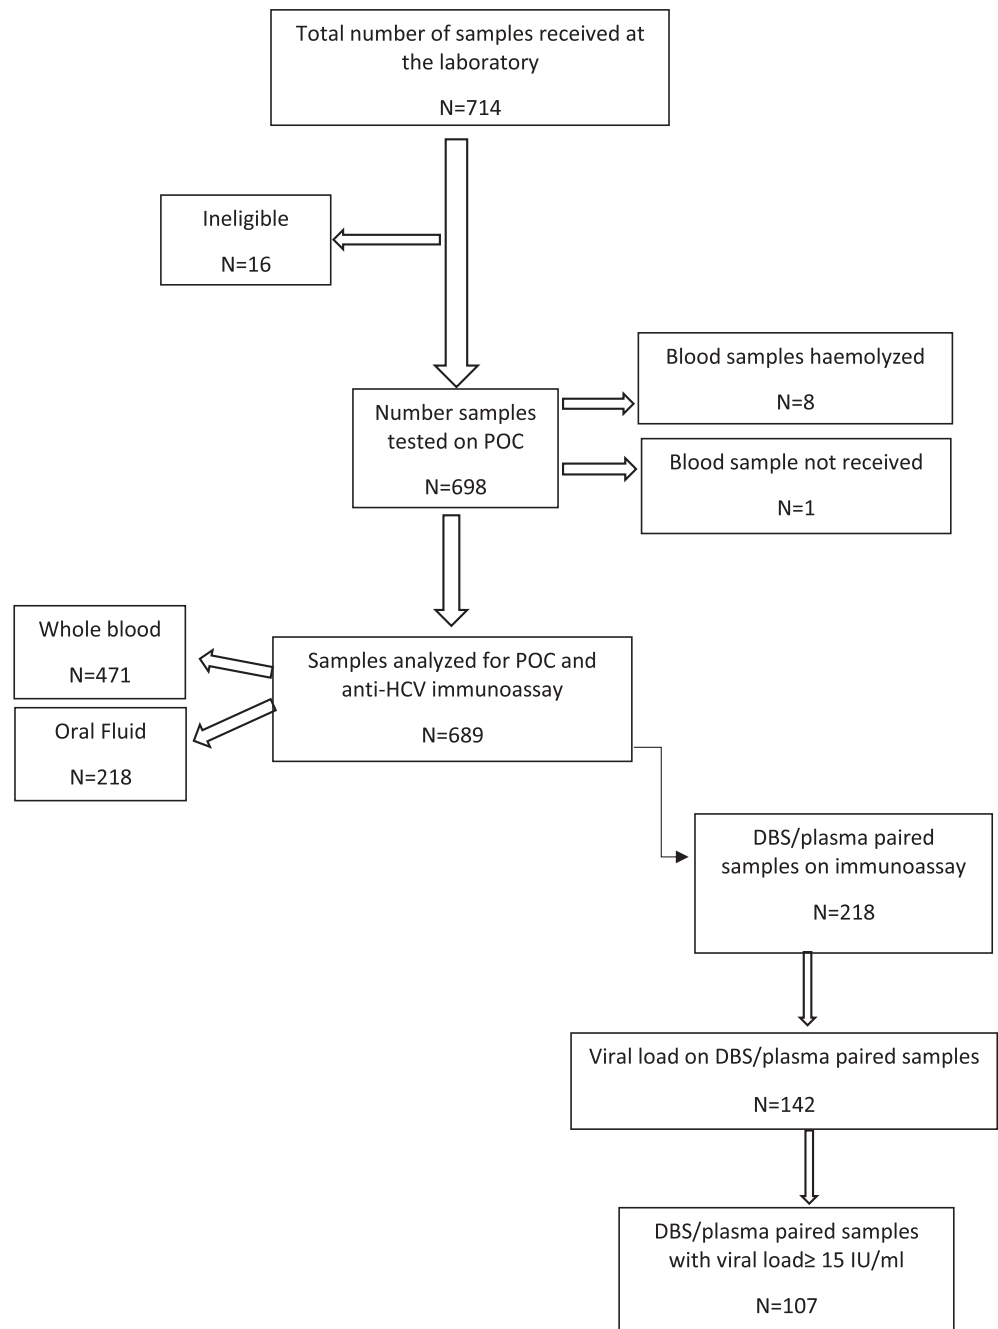 Total number of samples received at
the laboratory
N=714
Ineligible
N=16
Blood samples haemolyzed
N=8
Number samples
tested on POC
N=698
Blood sample not received
N=1
Whole blood
N=471
Samples analyzed for POC and
anti-HCV immunoassay
N=689
Oral Fluid
N=218
DBS/plasma paired
samples on immunoassay
N=218
Viral load on DBS/plasma paired samples
N=142
DBS/plasma paired samples
with viral load≥ 15 IU/ml
N=107